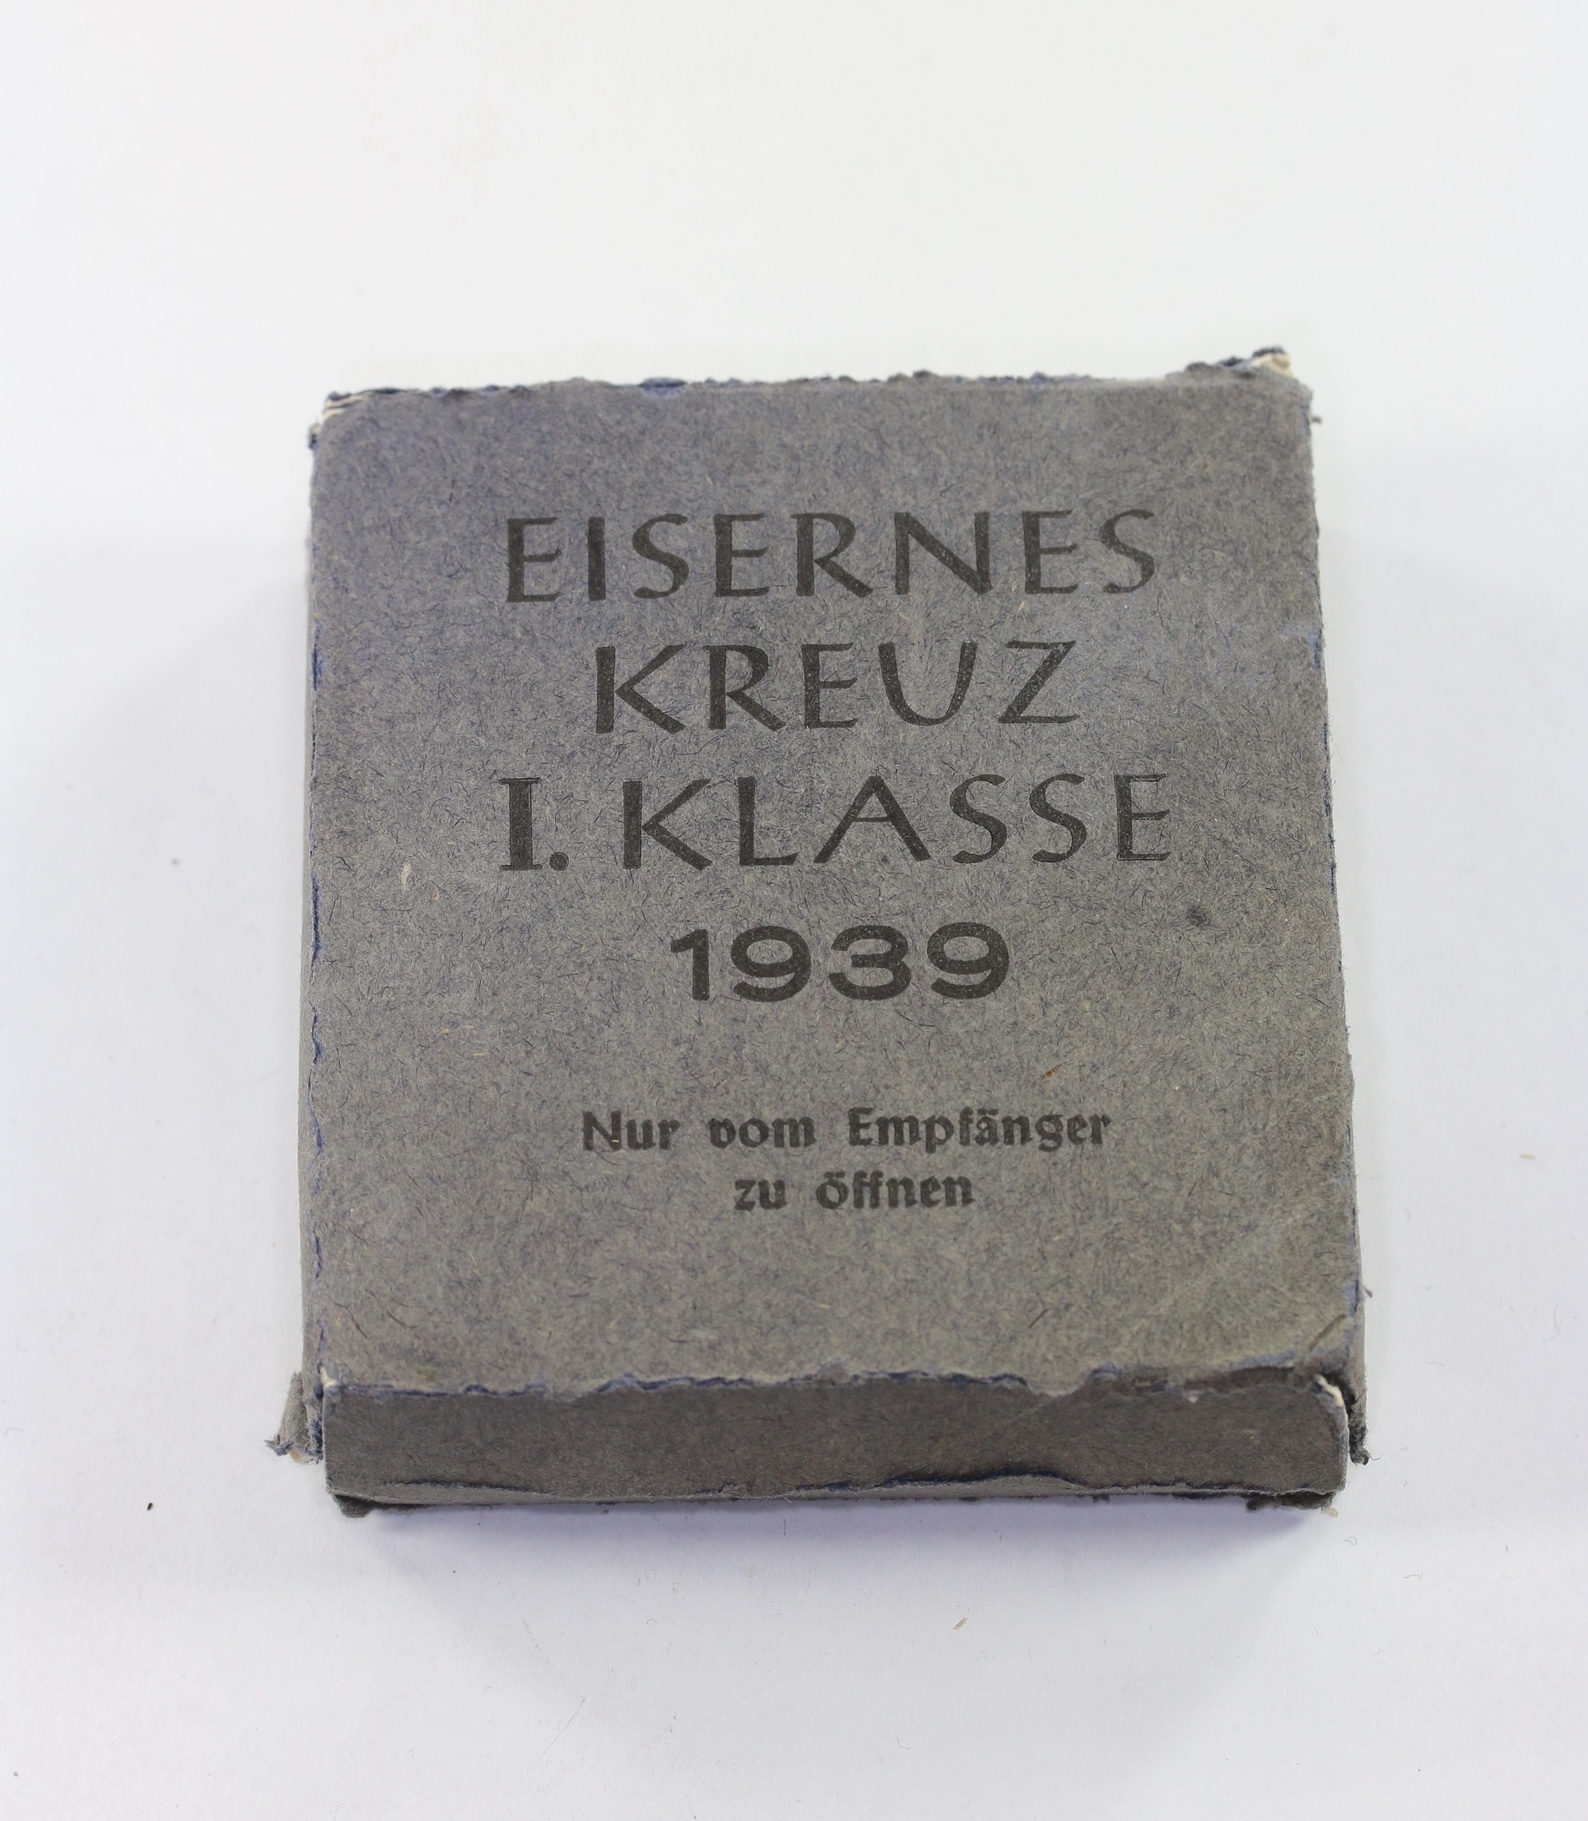 EISERNES
KREUZ
I. KLASSE
1939
Nur vom Empfänger
zu öffnen